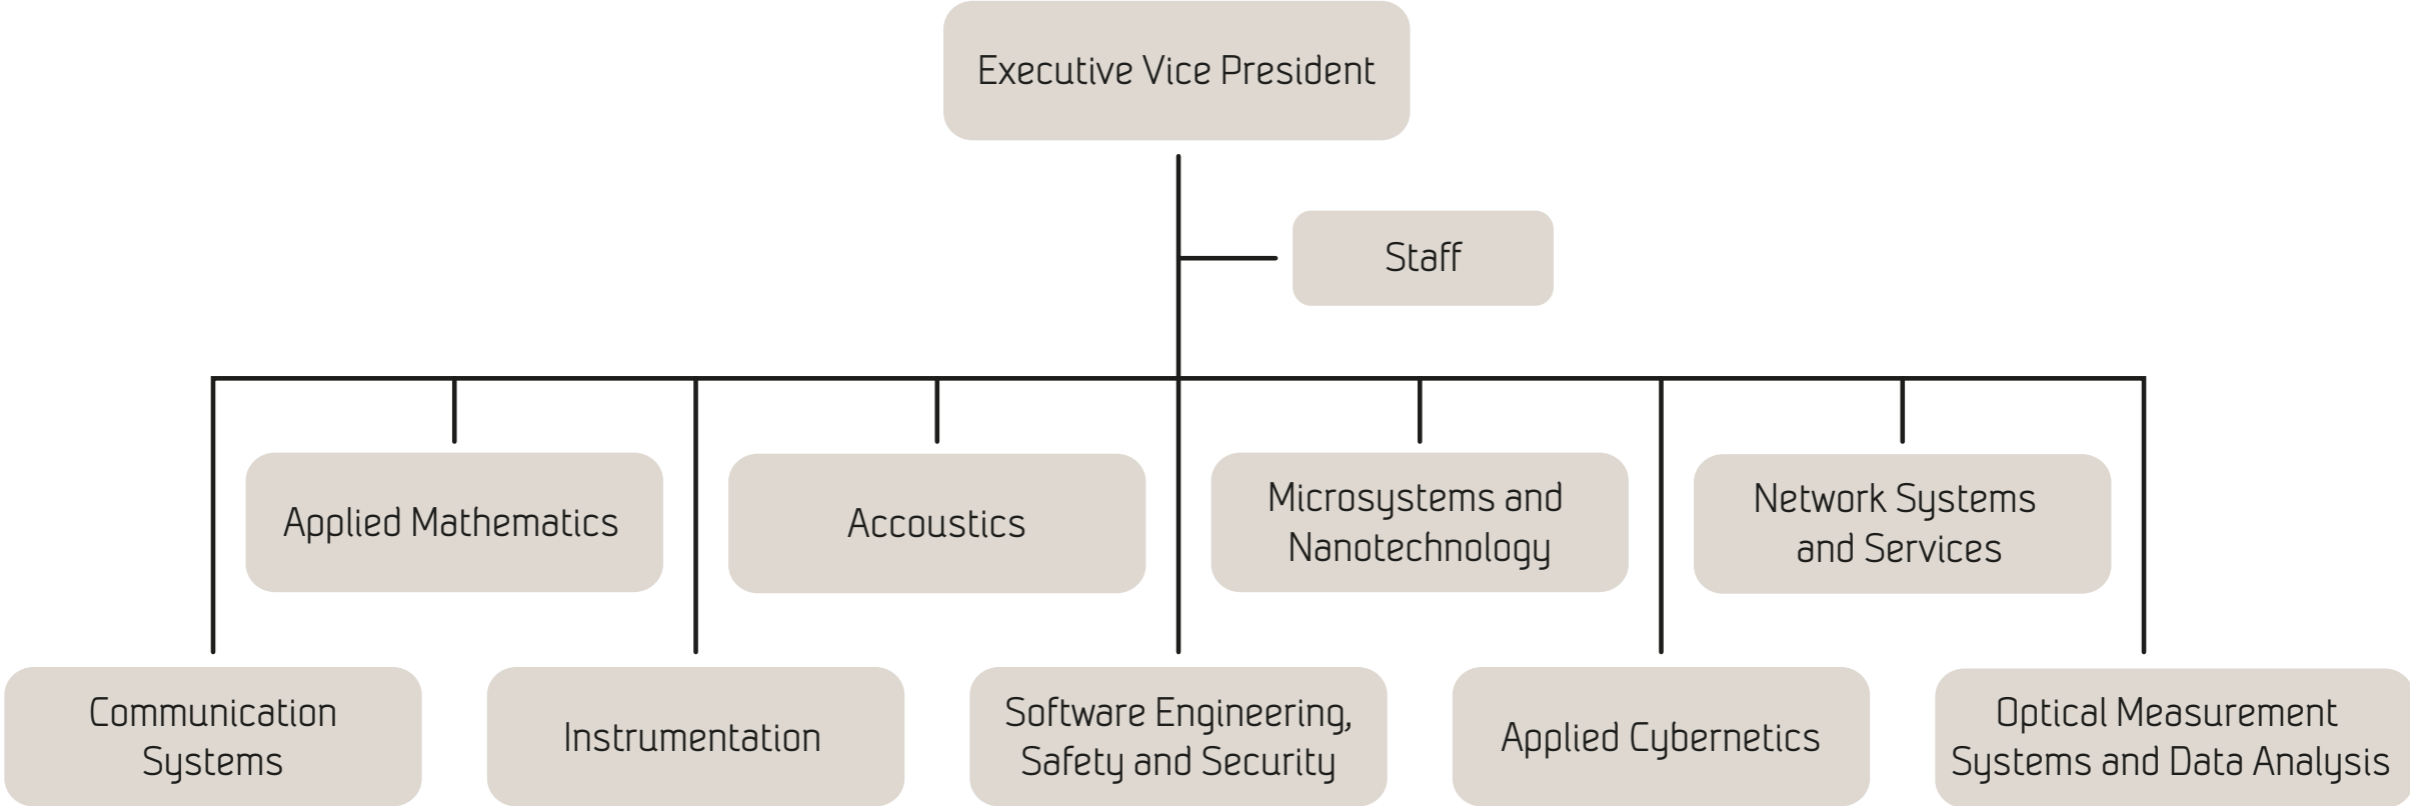 Executive Vice President
Staff
Applied Mathematics
Accoustics
Microsystems and
Nanotechnology
Network Systems
and Services
Communication
Systems
Instrumentation
Software Engineering,
Safety and Security
Applied Cybernetics
Optical Measurement
Systems and Data Analysis